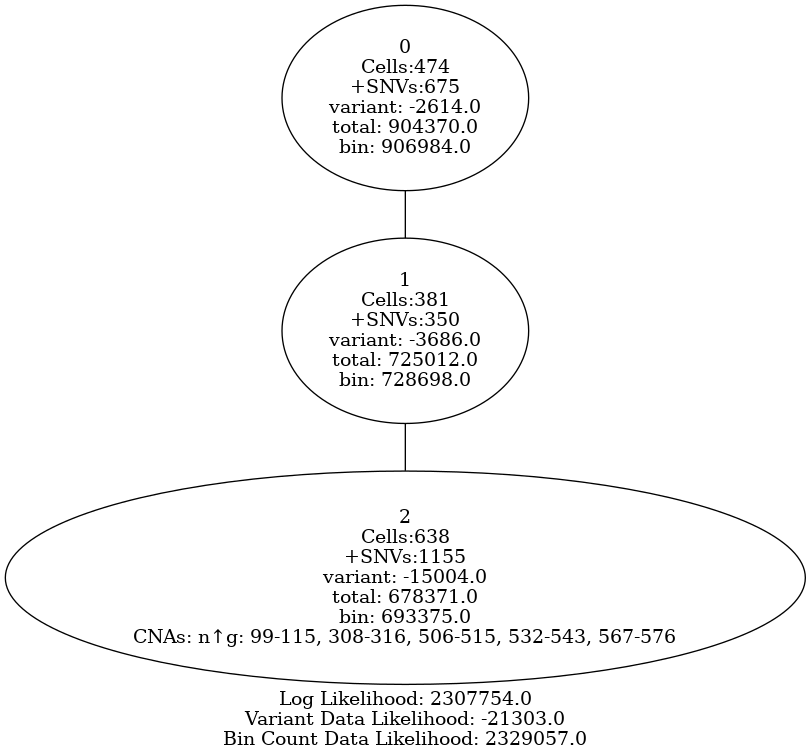 0
Cells:474
+SNVs:675
variant: -2614.0
total: 904370.0
bin: 906984.0
1
Cells:381
+SNVs:350
variant: -3686.0
total: 725012.0
bin: 728698.0
2
Cells:638
+SNVs:1155
variant: -15004.0
total: 678371.0
bin: 693375.0
CNAs: n↑g: 99-115, 308-316, 506-515, 532-543, 567-576
Log Likelihood: 2307754.0
Variant Data Likelihood: -21303.0
Bin Count Data Likelihood: 2329057.0